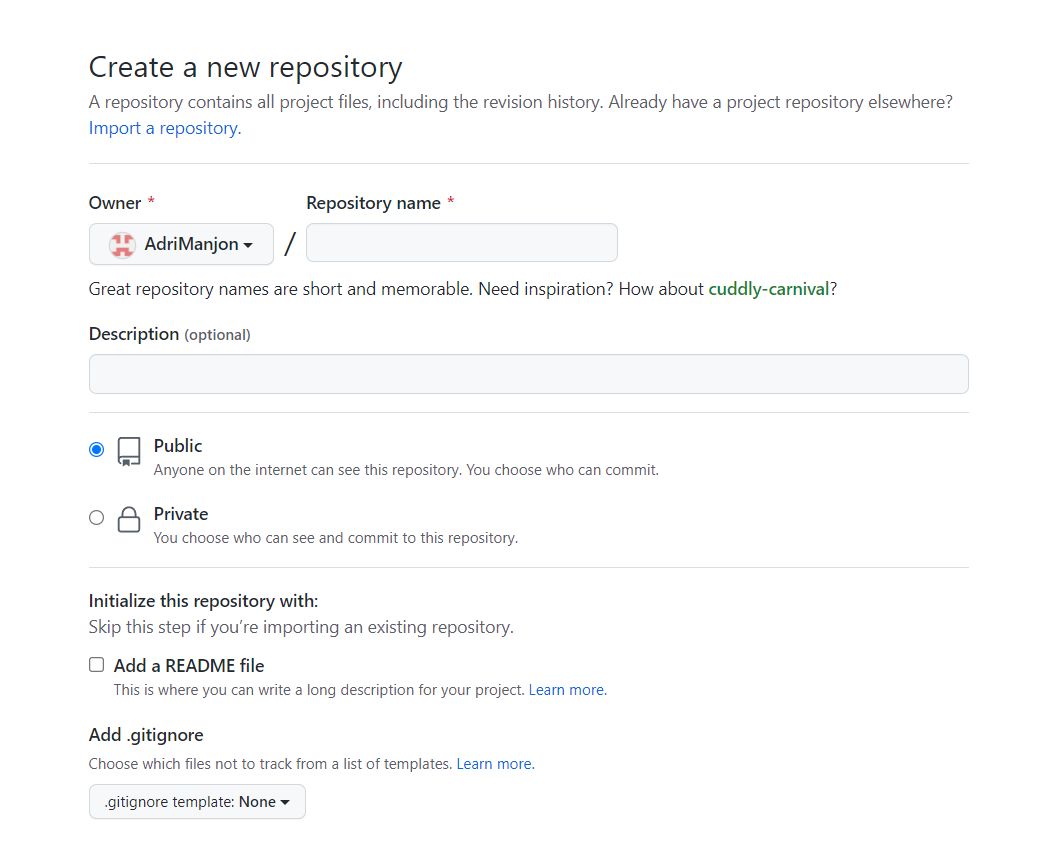 Create a new repository
A repository contains all project files, including the revision history. Already have a project repository elsewhere?
Import a repository.
Owner * Repository name *
AdriManjon /
Great repository names are short and memorable. Need inspiration? How about cuddly-carnival?
Description (optional)
Public
Anyone on the internet can see this repository. You choose who can commit.
Private
You choose who can see and commit to this repository.
Initialize this repository with:
Skip this step if you’re importing an existing repository.
Add a README file
This is where you can write a long description for your project. Learn more.
Add .gitignore
Choose which files not to track from a list of templates. Learn more.
.gitignore template: None